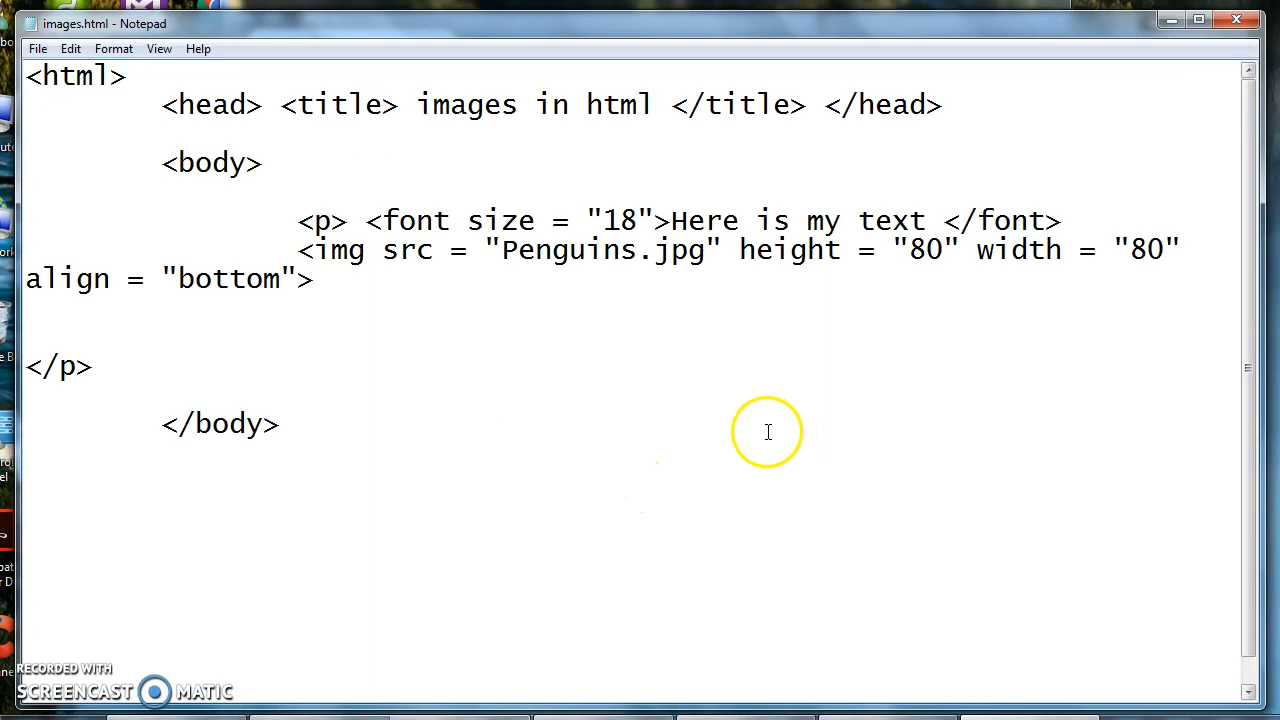 images.html - Notepad
File Edit Format View Help
<html>
<head> <title> images in html </title> </head>
<body>
<p> <font size = "18">Here is my text </font>
<img src = "Penguins.jpg" height = "80" width = "80"
align = "bottom">
</p>
</body>
RECORDED WITH
SCREENCAST MATIC